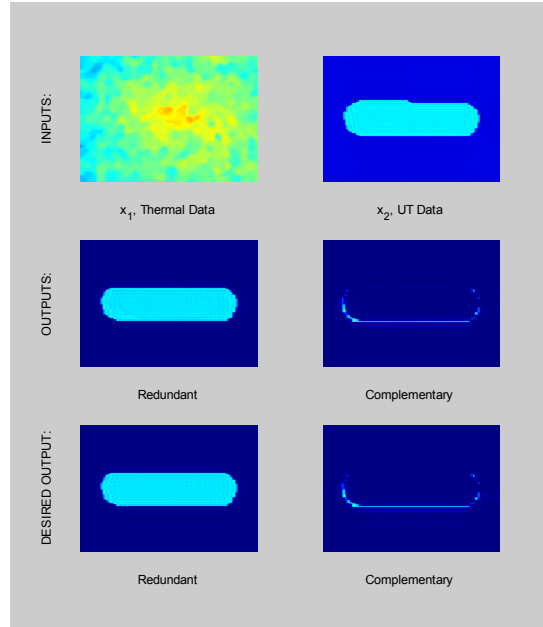 INPUTS:
x1, Thermal Data
x2, UT Data
OUTPUTS:
Redundant
Complementary
DESIRED OUTPUT:
Redundant
Complementary